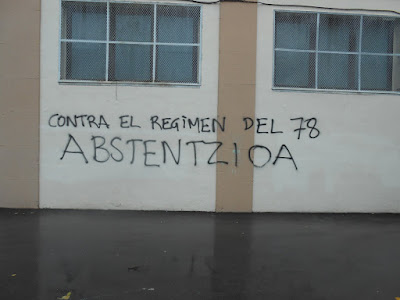 CONTRA EL REGIMEN DEL 78
ABSTENTZIOA